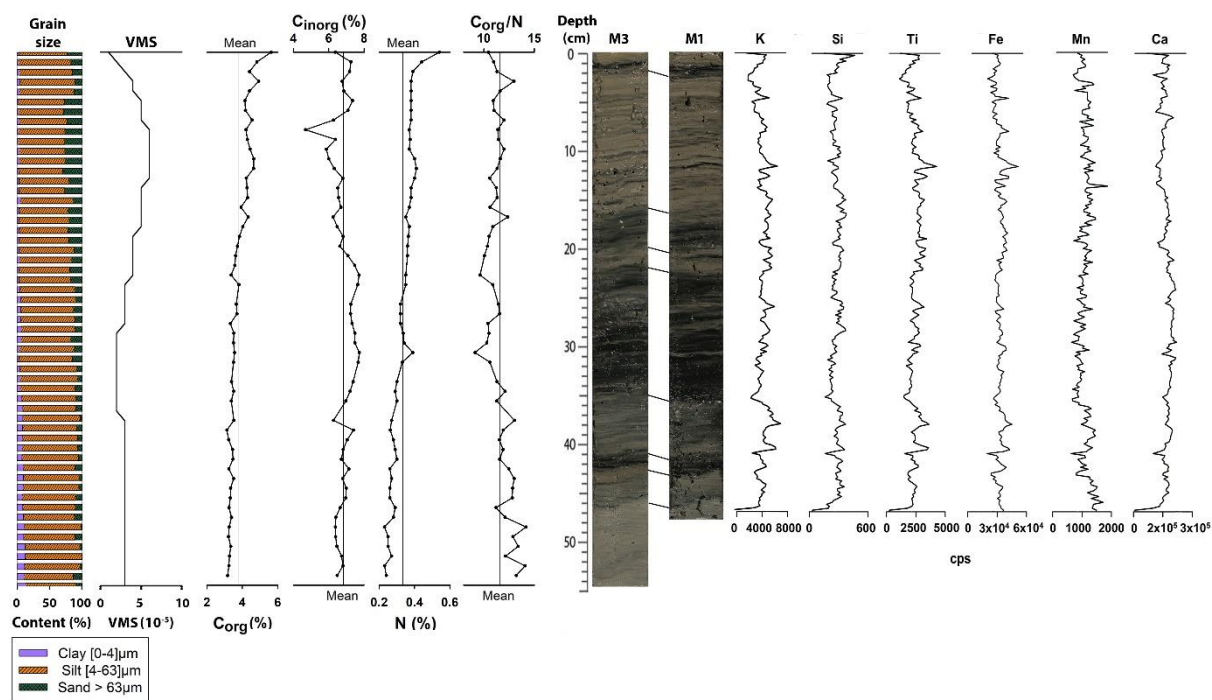 Grain size
VMS
Mean
C_inorg (%)
4 6 8
Mean
C_org/N
10 15
Depth (cm)
M3
M1
K
Si
Ti
Fe
Mn
Ca
0
10
20
30
40
50
Mean
Mean
0 50 100
Content (%)
0 5 10
VMS (10⁻⁵)
2 4 6
C_org (%)
0.2 0.4 0.6
N (%)
0 4000 8000
0 600
0 2500 5000
0 3x10⁴ 6x10⁴
0 1000 2000
0 2x10⁵ 3x10⁵
cps
Clay [0-4]µm
Silt [4-63]µm
Sand > 63µm